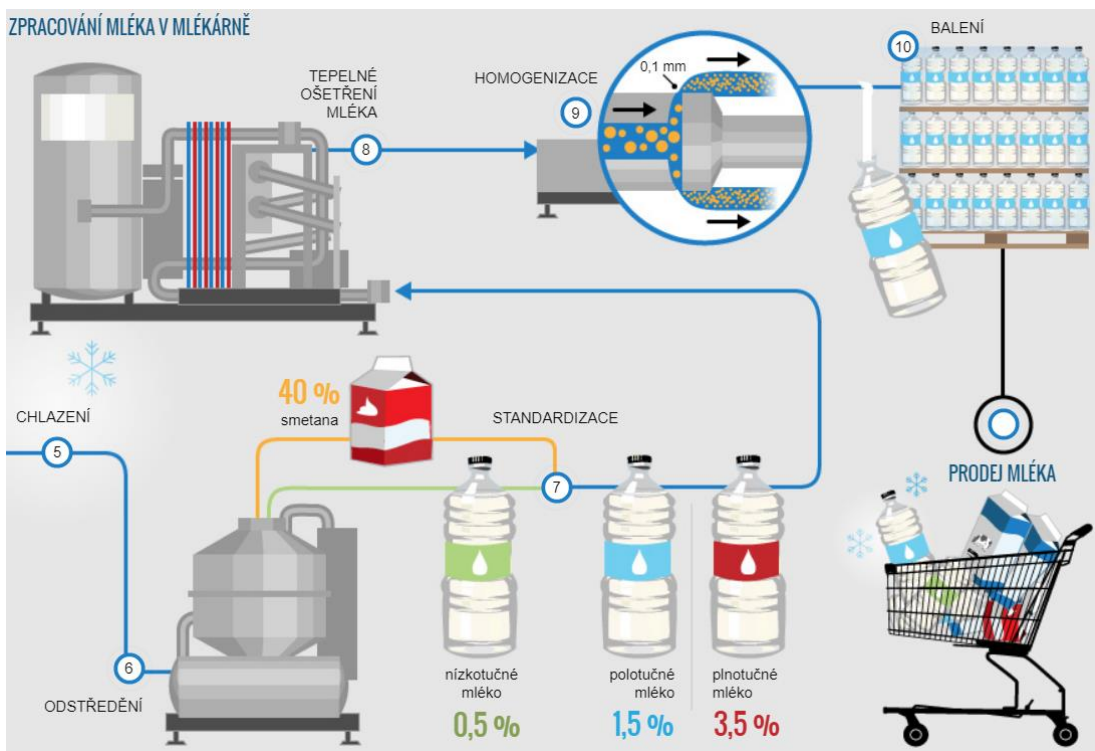 ZPRACOVÁNÍ MLÉKA V MLÉKÁRNĚ
TEPELNÉ
OŠETŘENÍ
MLÉKA
8
HOMOGENIZACE
9
0,1 mm
BALENÍ
10
CHLAZENÍ
5
40 %
smetana
STANDARDIZACE
7
PRODEJ MLÉKA
6
ODSTŘEDĚNÍ
nízkotučné
mléko
0,5 %
polotučné
mléko
1,5 %
plnotučné
mléko
3,5 %